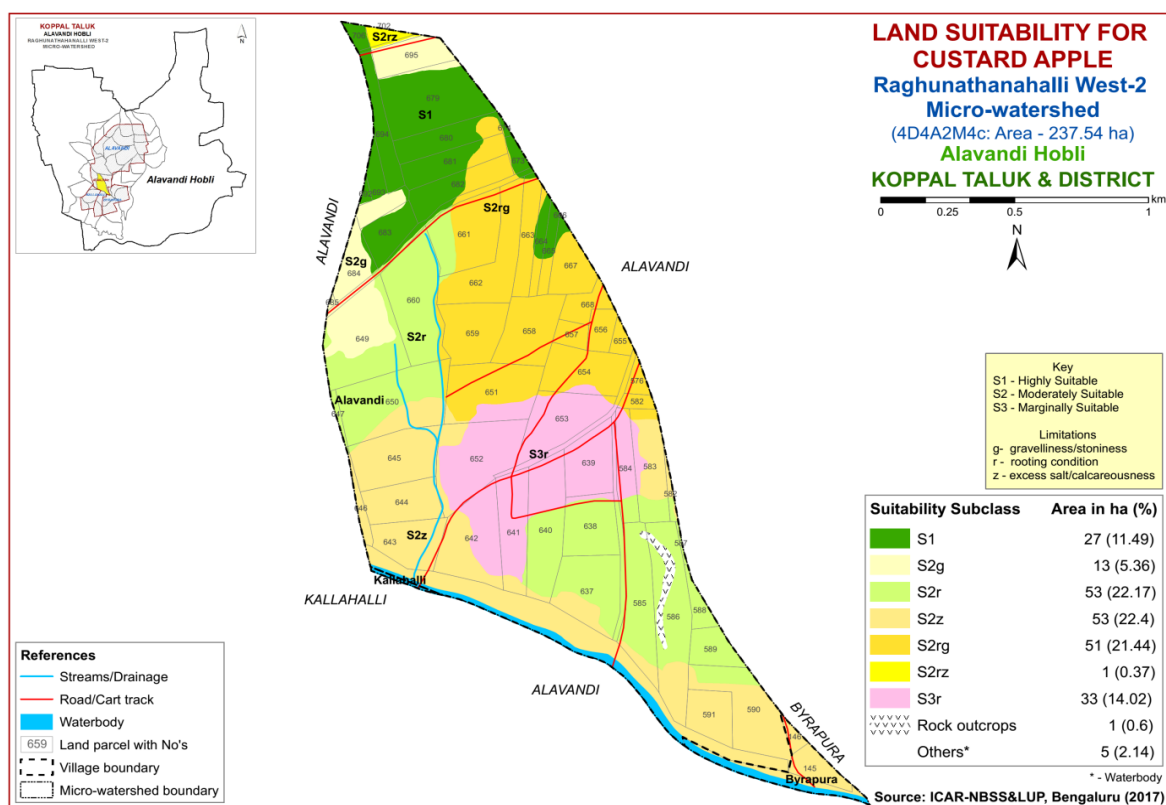 KOPPAL TALUK
ALAVANDI HOBLI
RAGHUNATHANAHALLI WEST-2
MICRO-WATERSHED
N
ALAVANDI
Alavandi Hobli
LAND SUITABILITY FOR
CUSTARD APPLE
Raghunathanahalli West-2
Micro-watershed
(4D4A2M4c: Area - 237.54 ha)
Alavandi Hobli
KOPPAL TALUK & DISTRICT
km
0 0.25 0.5 1
N
702
S2rz
706
695
679
S1
694
680
681
682
673
S2rg
683
664
665
661
663
667
ALAVANDI
ALAVANDI
S2g
684
685
662
660
668
649
S2r
659
658
657
656
655
654
576
651
582
Alavandi
650
647
653
S3r
645
652
639
584
583
582
646
644
643
S2z
642
641
640
638
587
Kallahalli
KALLAHALLI
637
585
586
588
589
ALAVANDI
591
590
BYRAPURA
146
145
Byrapura
Key
S1 - Highly Suitable
S2 - Moderately Suitable
S3 - Marginally Suitable
Limitations
g- gravelliness/stoniness
r - rooting condition
z - excess salt/calcareousness
Suitability Subclass Area in ha (%)
S1 27 (11.49)
S2g 13 (5.36)
S2r 53 (22.17)
S2z 53 (22.4)
S2rg 51 (21.44)
S2rz 1 (0.37)
S3r 33 (14.02)
Rock outcrops 1 (0.6)
Others* 5 (2.14)
* - Waterbody
Source: ICAR-NBSS&LUP, Bengaluru (2017)
References
Streams/Drainage
Road/Cart track
Waterbody
659 Land parcel with No's
Village boundary
Micro-watershed boundary